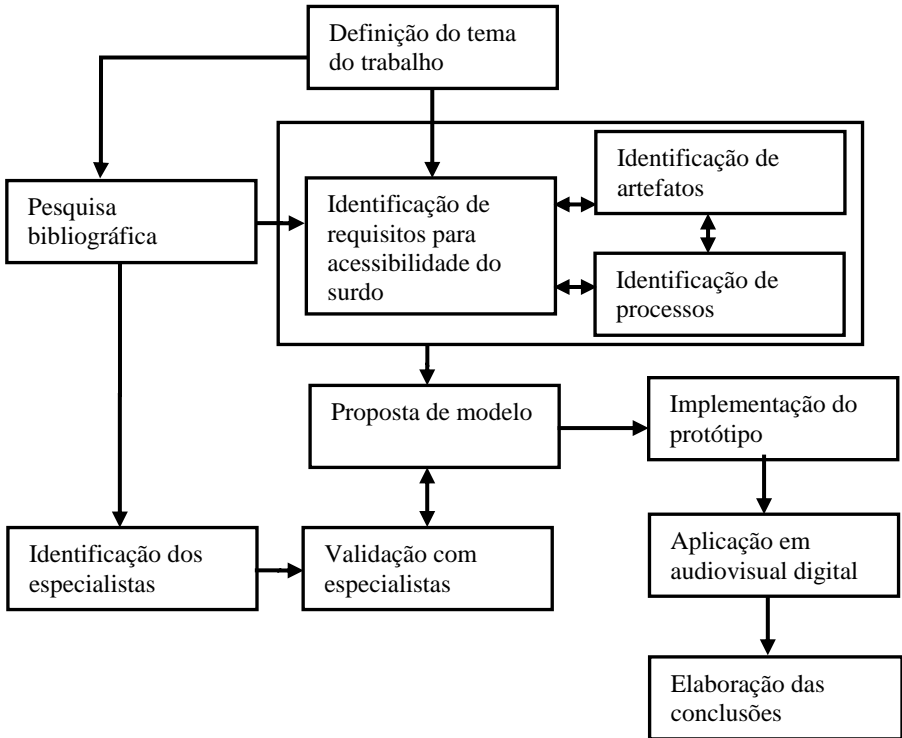 Definição do tema
do trabalho
Identificação de
artefatos
Pesquisa
bibliográfica
Identificação de
requisitos para
acessibilidade do
surdo
Identificação de
processos
Proposta de modelo
Implementação do
protótipo
Identificação dos
especialistas
Validação com
especialistas
Aplicação em
audiovisual digital
Elaboração das
conclusões